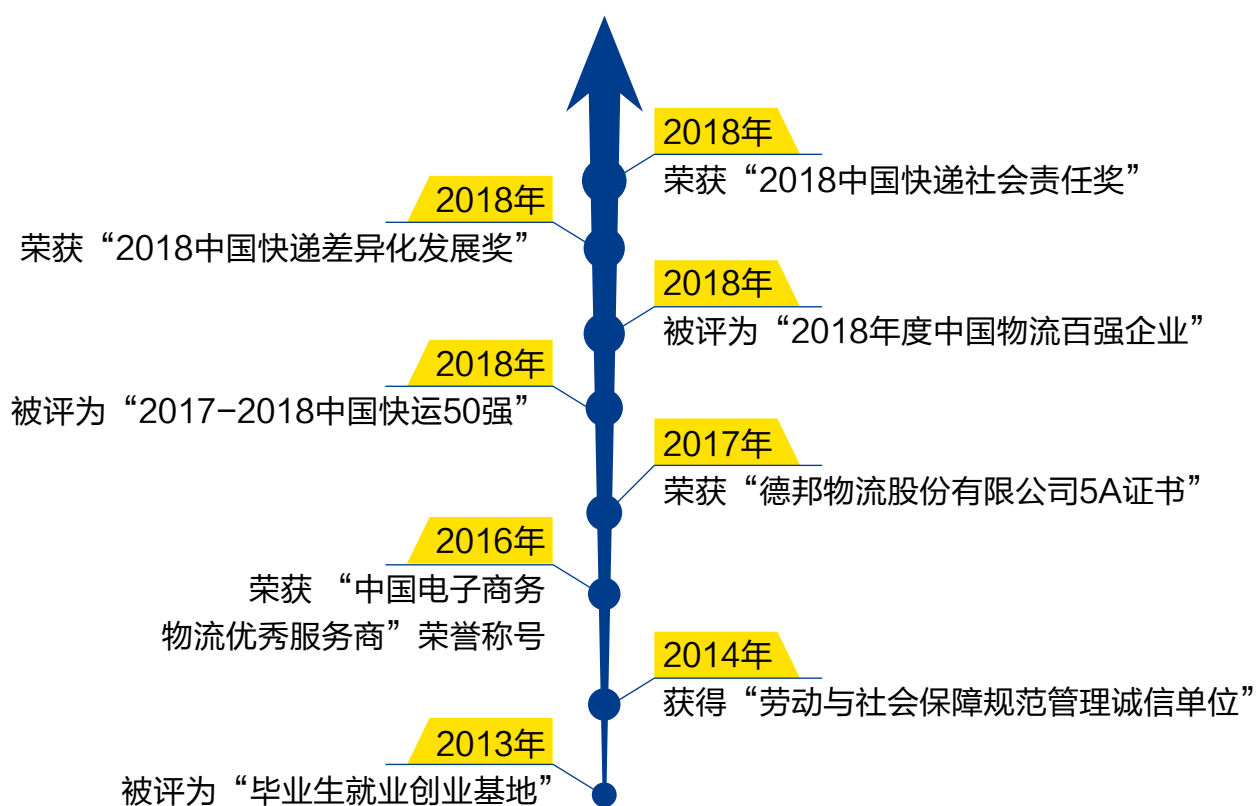 2018年
荣获“2018中国快递社会责任奖”
2018年
荣获“2018中国快递差异化发展奖”
2018年
被评为“2018年度中国物流百强企业”
2018年
被评为“2017-2018中国快运50强”
2017年
荣获“德邦物流股份有限公司5A证书”
2016年
荣获 “中国电子商务
物流优秀服务商”荣誉称号
2014年
获得“劳动与社会保障规范管理诚信单位”
2013年
被评为“毕业生就业创业基地”